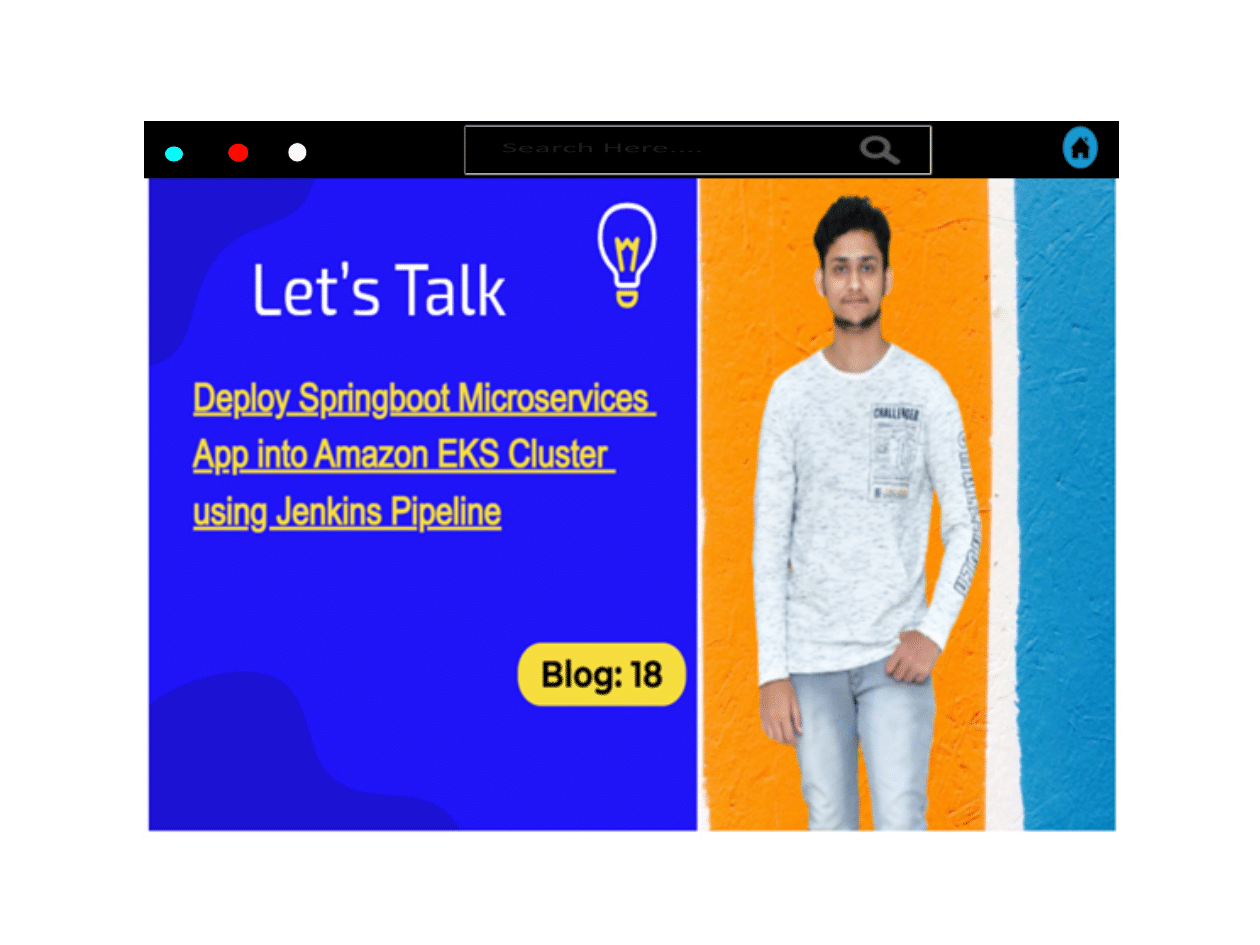 Search Here....
Let's Talk
Deploy Springboot Microservices
App into Amazon EKS Cluster
using Jenkins Pipeline
CHALLENGER
Blog: 18